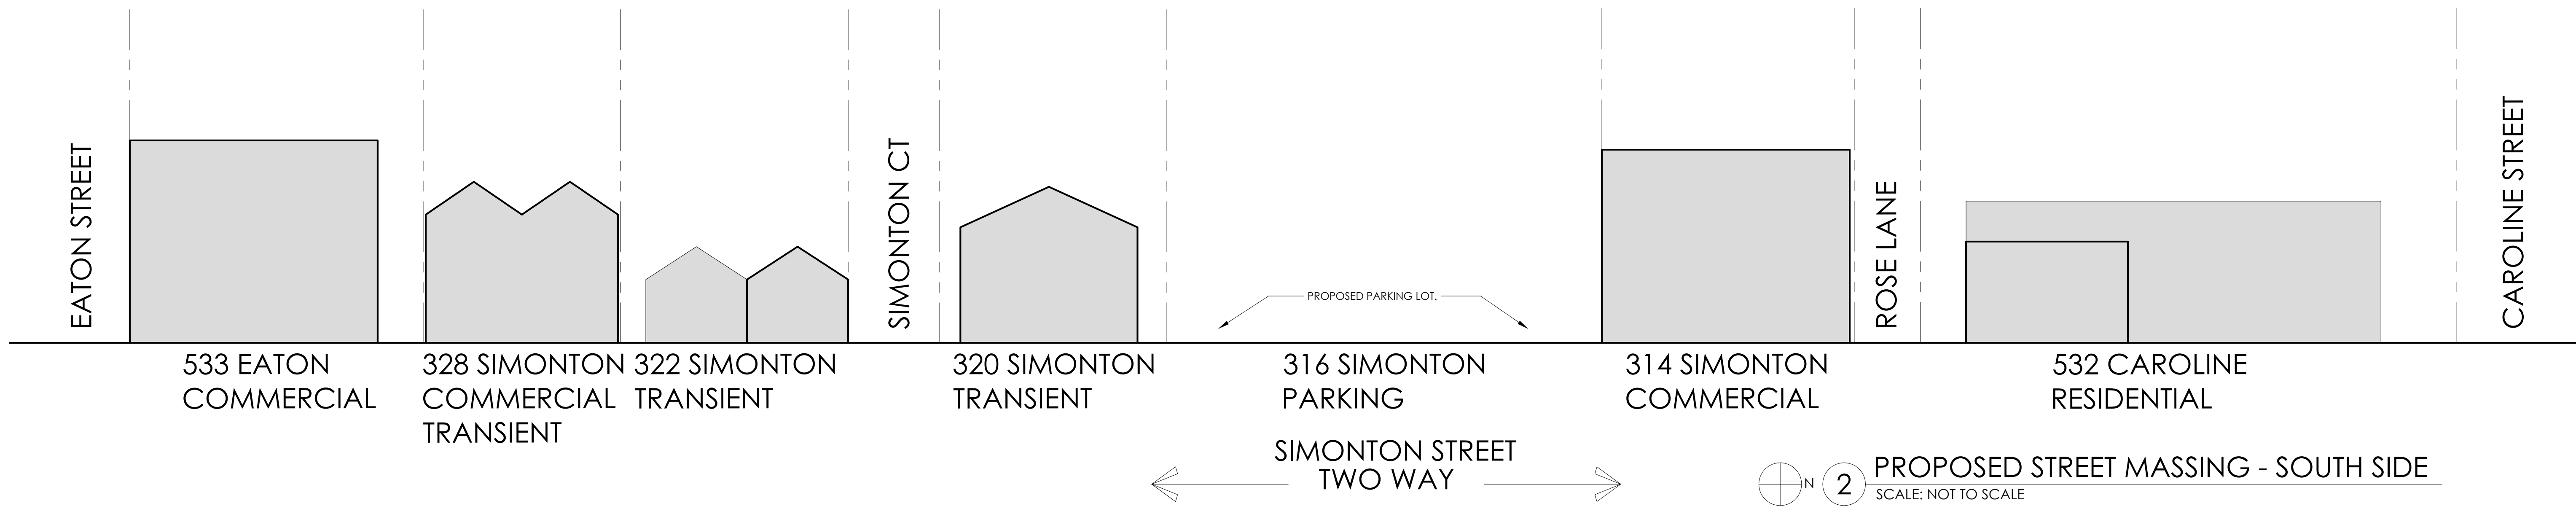 EATON STREET
SIMONTON CT
ROSE LANE
CAROLINE STREET
PROPOSED PARKING LOT.
533 EATON
COMMERCIAL
328 SIMONTON
COMMERCIAL
TRANSIENT
322 SIMONTON
TRANSIENT
320 SIMONTON
TRANSIENT
316 SIMONTON
PARKING
314 SIMONTON
COMMERCIAL
532 CAROLINE
RESIDENTIAL
SIMONTON STREET
TWO WAY
N
2
PROPOSED STREET MASSING - SOUTH SIDE
SCALE: NOT TO SCALE